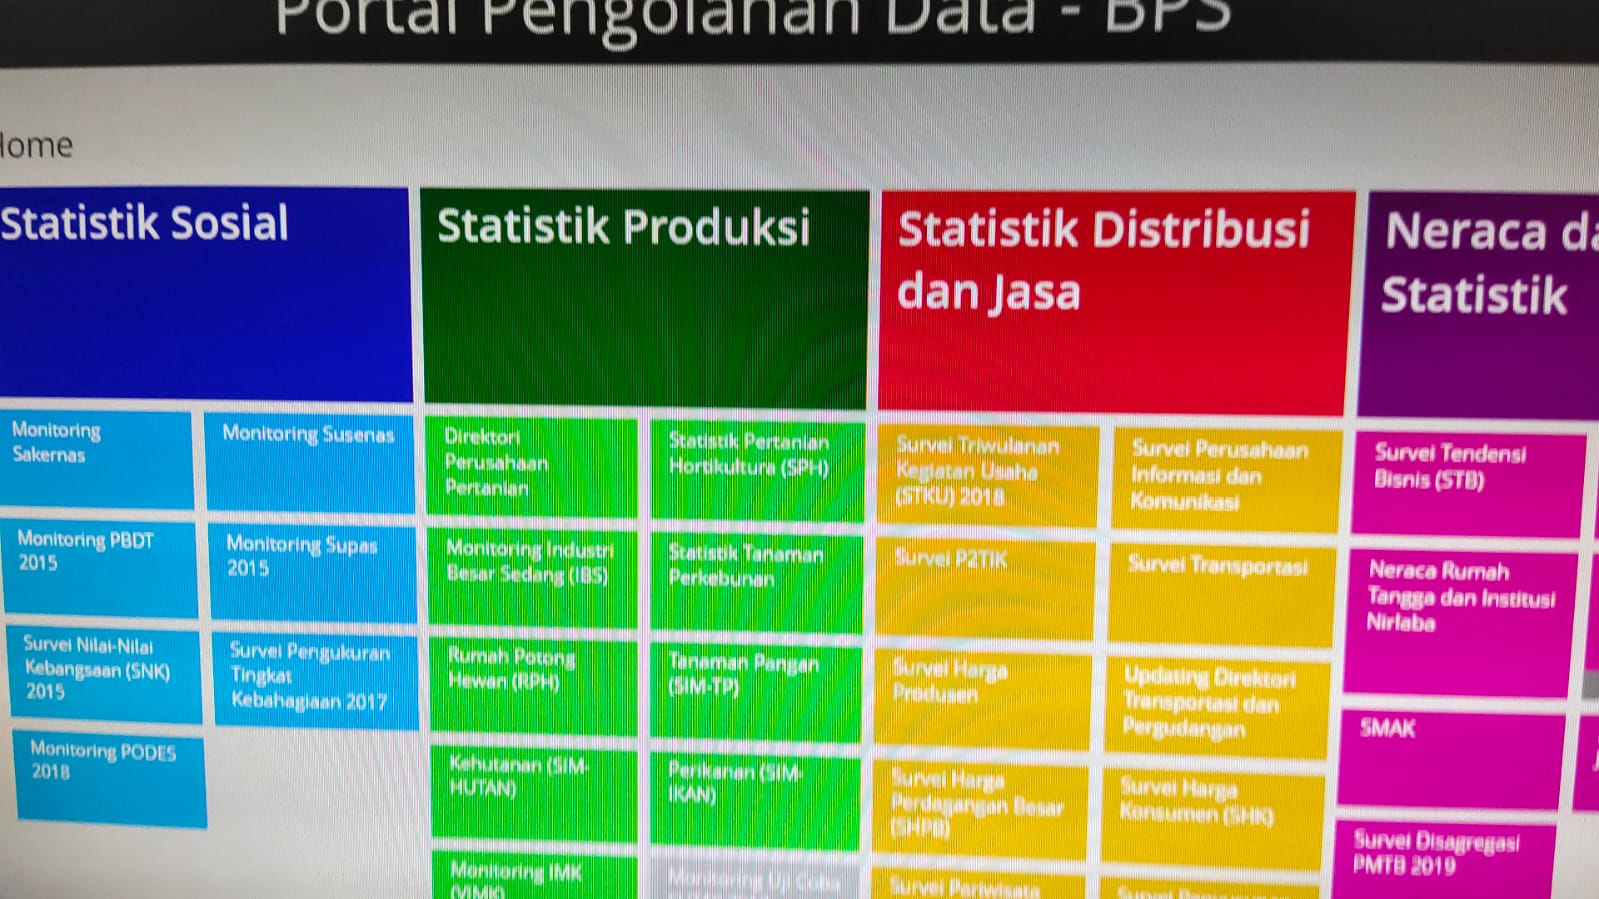 Portal Pengolahan Data - BPS
Home
Statistik Sosial
Monitoring
Sakernas
Monitoring Susenas
Monitoring PBDT
2015
Monitoring Supas
2015
Survei Nilai-Nilai
Kebangsaan (SNK)
2015
Survei Pengukuran
Tingkat
Kebahagiaan 2017
Monitoring PODES
2018
Statistik Produksi
Direktori
Perusahaan
Pertanian
Statistik Pertanian
Hortikultura (SPH)
Monitoring Industri
Besar Sedang (IBS)
Statistik Tanaman
Perkebunan
Rumah Potong
Hewan (RPH)
Tanaman Pangan
(SIM-TP)
Kehutanan (SIM-
HUTAN)
Perikanan (SIM-
IKAN)
Monitoring IMK
(VIMK)
Monitoring Uji Coba
Statistik Distribusi
dan Jasa
Survei Triwulanan
Kegiatan Usaha
(STKU) 2018
Survei Perusahaan
Informasi dan
Komunikasi
Survei P2TIK
Survei Transportasi
Survei Harga
Produsen
Updating Direktori
Transportasi dan
Pergudangan
Survei Harga
Perdagangan Besar
(SHPB)
Survei Harga
Konsumen (SHK)
Survei Pariwisata
Survei
Neraca da
Statistik
Survei Tendensi
Bisnis (STB)
Neraca Rumah
Tangga dan Institusi
Nirlaba
SMAK
Survei Disagregasi
PMTB 2019